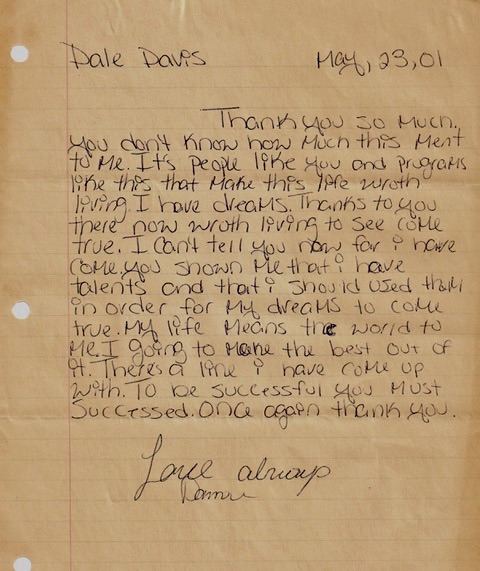 Dale Davis May, 23, 01
Thank you so much.
you don't know how much this ment
to me. It's people like you and programs
like this that make this life wroth
living. I have dreams. Thanks to you
there now wroth living to see come
true. I can't tell you now far i have
come. you shown me that i have
talents and that i should used them
in order for my dreams to come
true. My life means the world to
me. I going to make the best out of
it. There's a line i have come up
with. To be successful you must
successed. Once again thank you.
Love always